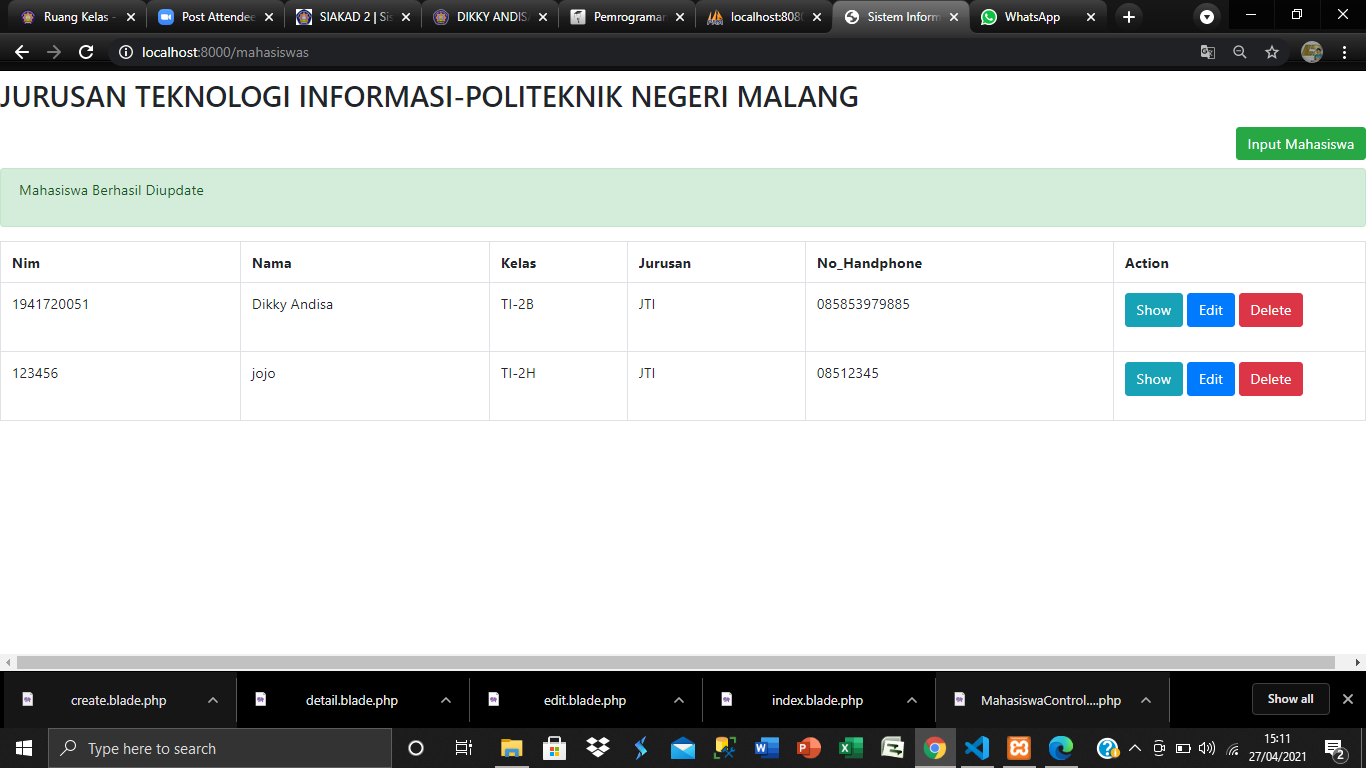 Ruang Kelas -
Post Attendee
SIAKAD 2 | Sis
DIKKY ANDISA
Pemrograman
localhost:8080
Sistem Inform
WhatsApp
localhost:8000/mahasiswas
JURUSAN TEKNOLOGI INFORMASI-POLITEKNIK NEGERI MALANG
Input Mahasiswa
Mahasiswa Berhasil Diupdate
Nim Nama Kelas Jurusan No_Handphone Action
1941720051 Dikky Andisa TI-2B JTI 085853979885 Show Edit Delete
123456 jojo TI-2H JTI 08512345 Show Edit Delete
create.blade.php
detail.blade.php
edit.blade.php
index.blade.php
MahasiswaControl....php
Show all
Type here to search
15:11
27/04/2021
2